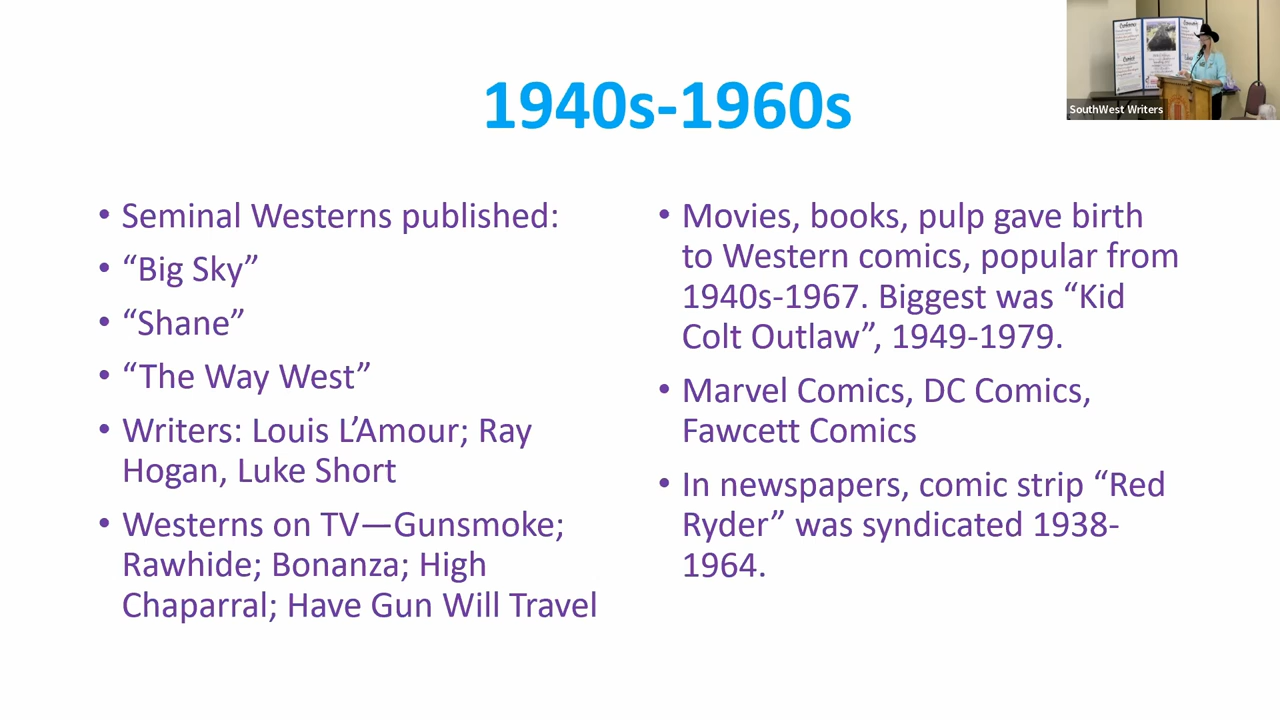 1940s-1960s
SouthWest Writers
• Seminal Westerns published:
• “Big Sky”
• “Shane”
• “The Way West”
• Writers: Louis L’Amour; Ray
Hogan, Luke Short
• Westerns on TV—Gunsmoke;
Rawhide; Bonanza; High
Chaparral; Have Gun Will Travel
• Movies, books, pulp gave birth
to Western comics, popular from
1940s-1967. Biggest was “Kid
Colt Outlaw”, 1949-1979.
• Marvel Comics, DC Comics,
Fawcett Comics
• In newspapers, comic strip “Red
Ryder” was syndicated 1938-
1964.